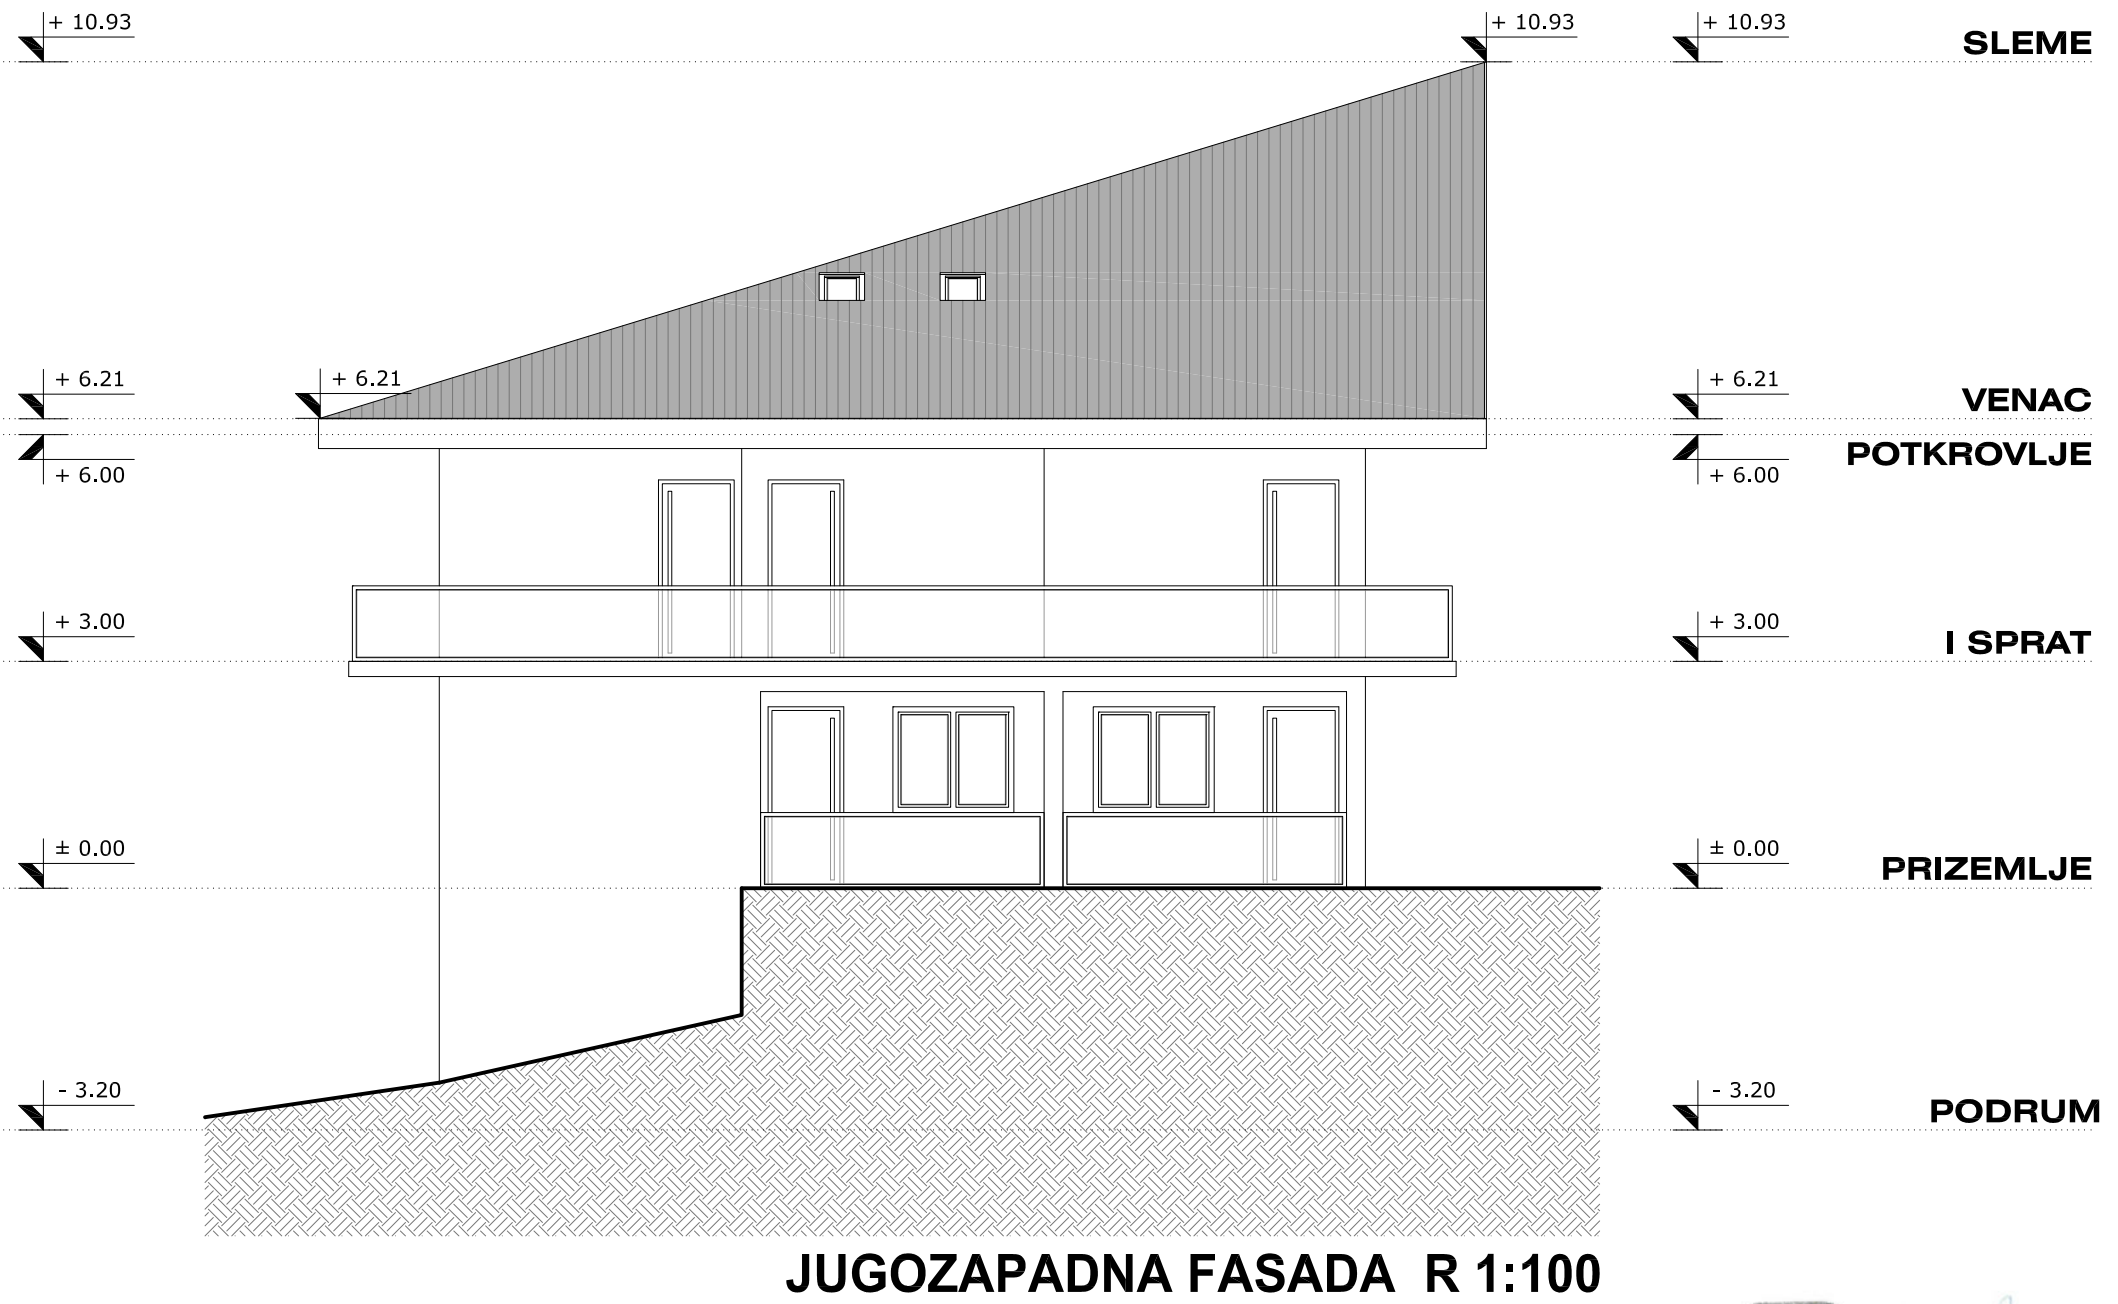 + 10.93
+ 10.93
+ 10.93
SLEME
+ 6.21
+ 6.21
+ 6.21
VENAC
+ 6.00
+ 6.00
POTKROVLJE
+ 3.00
+ 3.00
I SPRAT
± 0.00
± 0.00
PRIZEMLJE
- 3.20
- 3.20
PODRUM
JUGOZAPADNA FASADA R 1:100